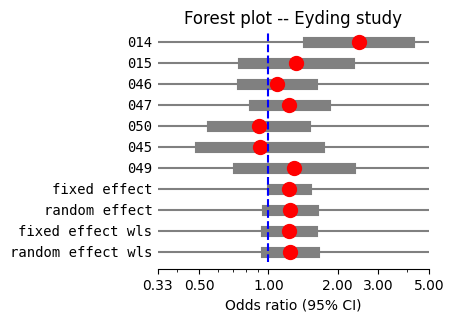 Forest plot -- Eyding study
014
015
046
047
050
045
049
fixed effect
random effect
fixed effect wls
random effect wls
0.33 0.50 1.00 2.00 3.00 5.00
Odds ratio (95% CI)